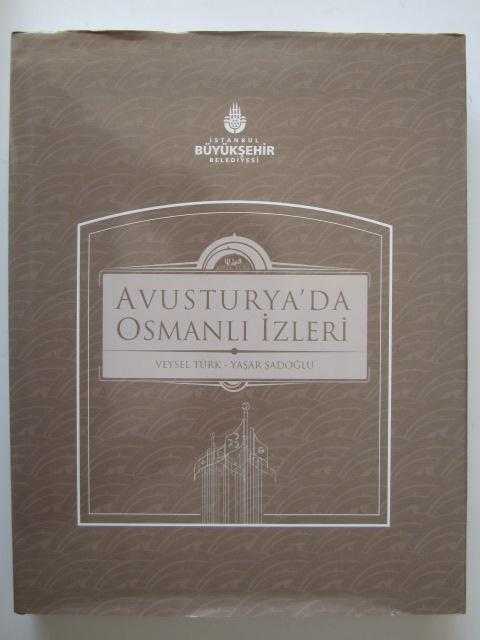 İSTANBUL
BÜYÜKŞEHİR
BELEDİYESİ
AVUSTURYA'DA
OSMANLI İZLERİ
VEYSEL TÜRK - YAŞAR ŞADOĞLU